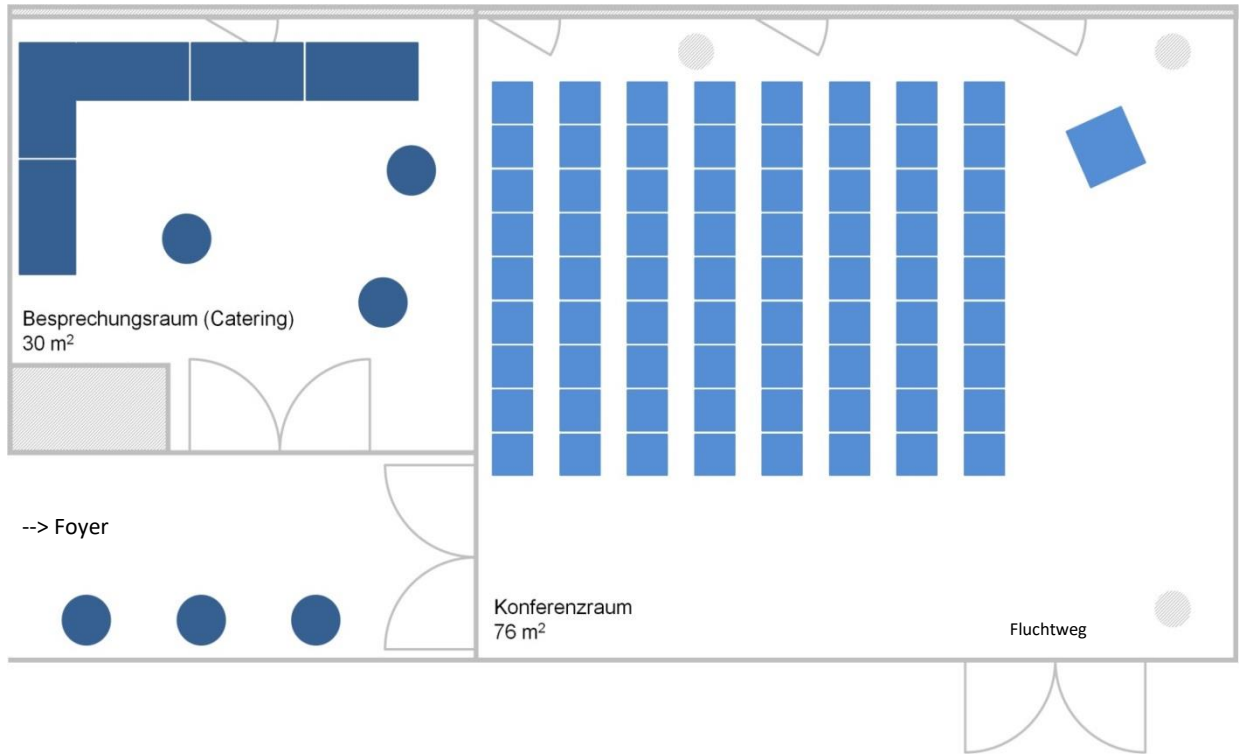 Besprechungsraum (Catering)
30 m²
--> Foyer
Konferenzraum
76 m²
Fluchtweg